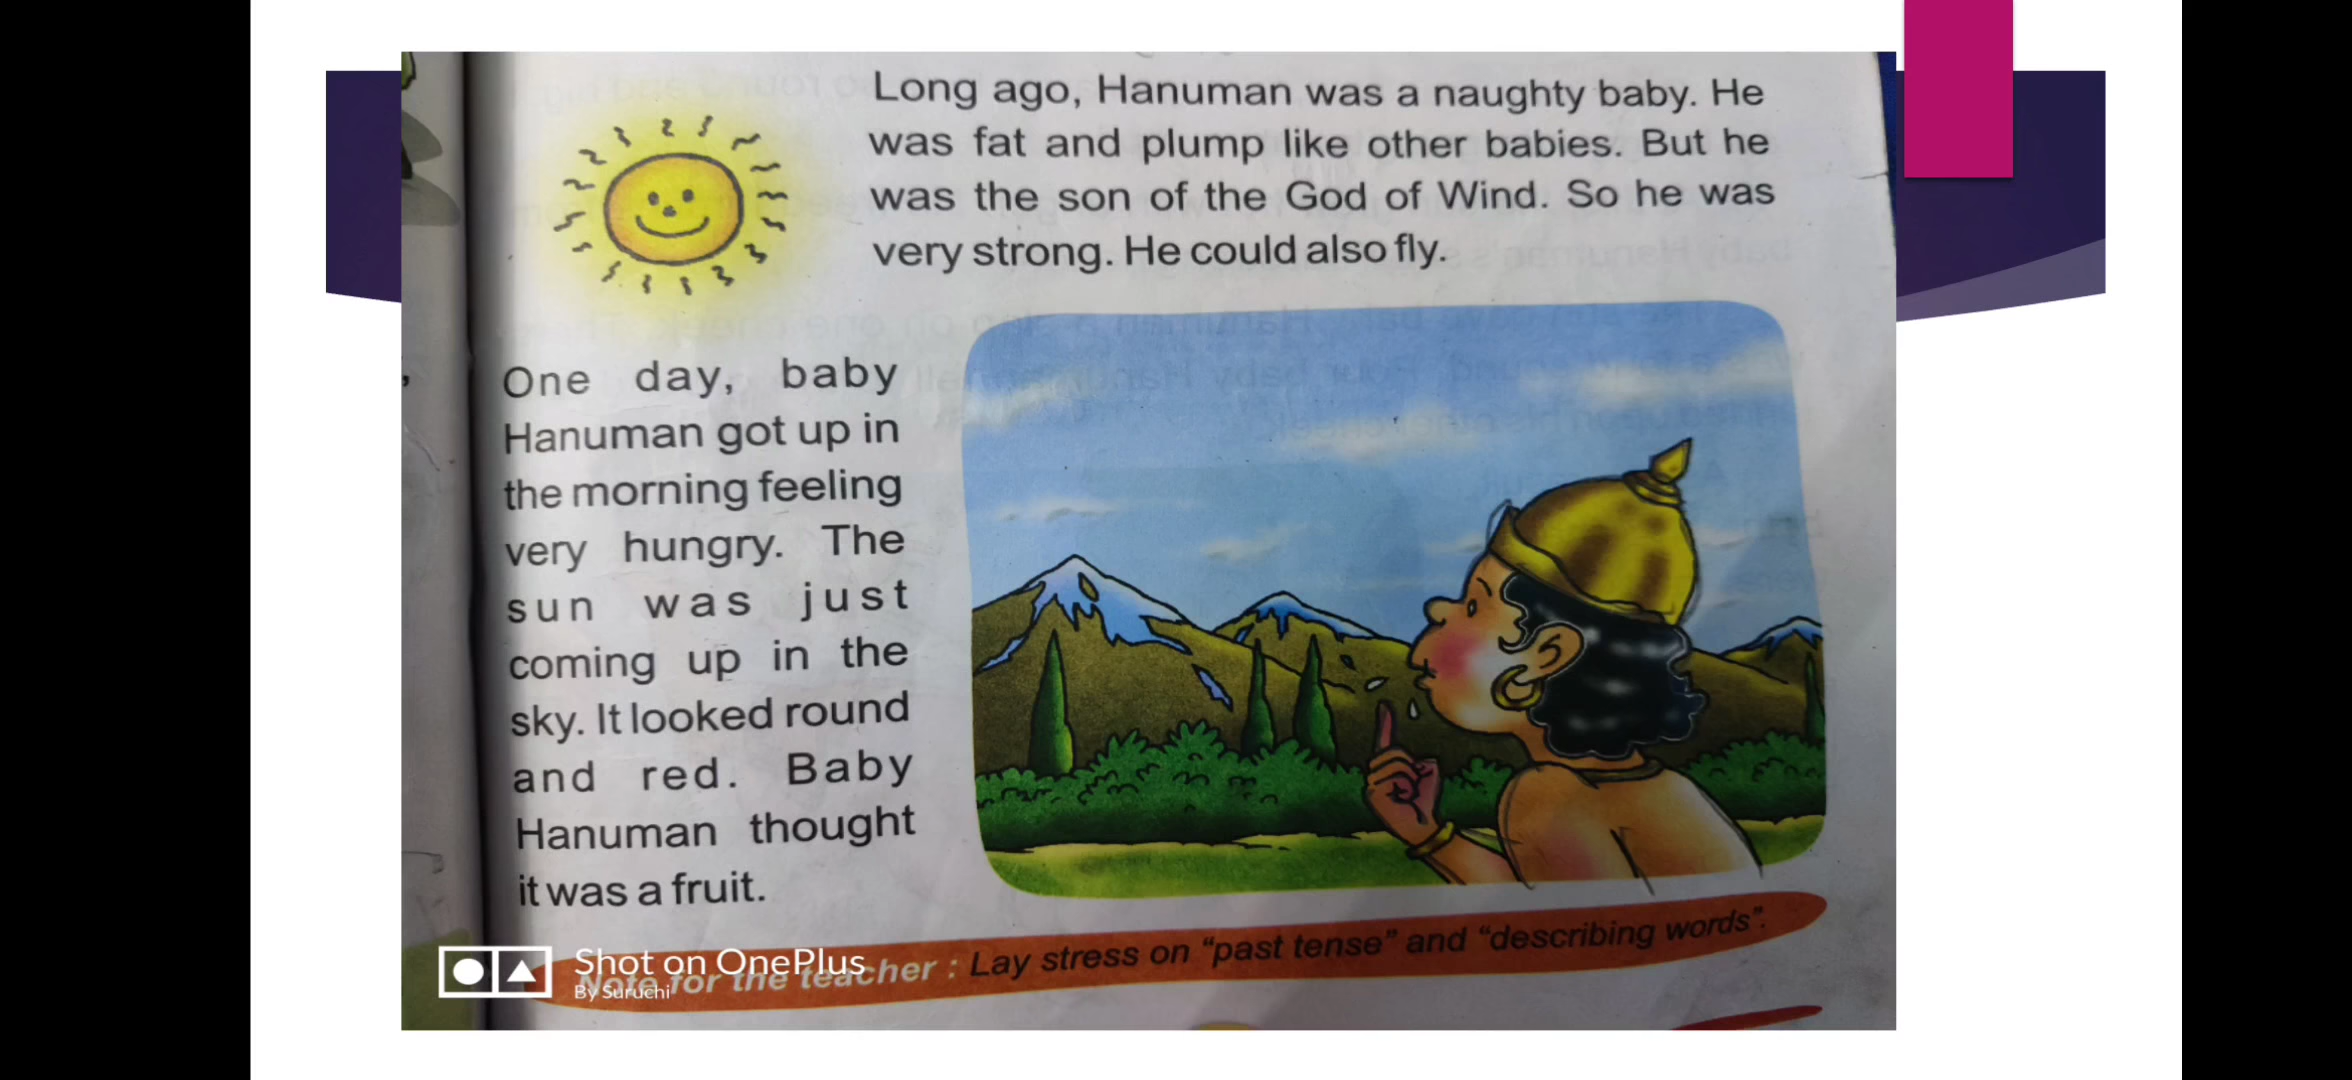 Long ago, Hanuman was a naughty baby. He
was fat and plump like other babies. But he
was the son of the God of Wind. So he was
very strong. He could also fly.
One day, baby
Hanuman got up in
the morning feeling
very hungry. The
sun was just
coming up in the
sky. It looked round
and red. Baby
Hanuman thought
it was a fruit.
Note for the teacher : Lay stress on “past tense” and “describing words”.
Shot on OnePlus
By Suruchi